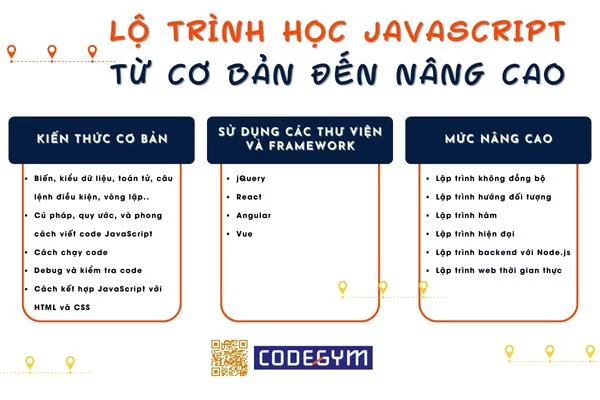 LỘ TRÌNH HỌC JAVASCRIPT
TỪ CƠ BẢN ĐẾN NÂNG CAO
KIẾN THỨC CƠ BẢN
Biến, kiểu dữ liệu, toán tử, câu
lệnh điều kiện, vòng lặp..
Cú pháp, quy ước, và phong
cách viết code JavaScript
Cách chạy code
Debug và kiểm tra code
Cách kết hợp JavaScript với
HTML và CSS
SỬ DỤNG CÁC THƯ VIỆN
VÀ FRAMEWORK
jQuery
React
Angular
Vue
MỨC NÂNG CAO
Lập trình không đồng bộ
Lập trình hướng đối tượng
Lập trình hàm
Lập trình hiện đại
Lập trình backend với Node.js
Lập trình web thời gian thực
CODEGYM